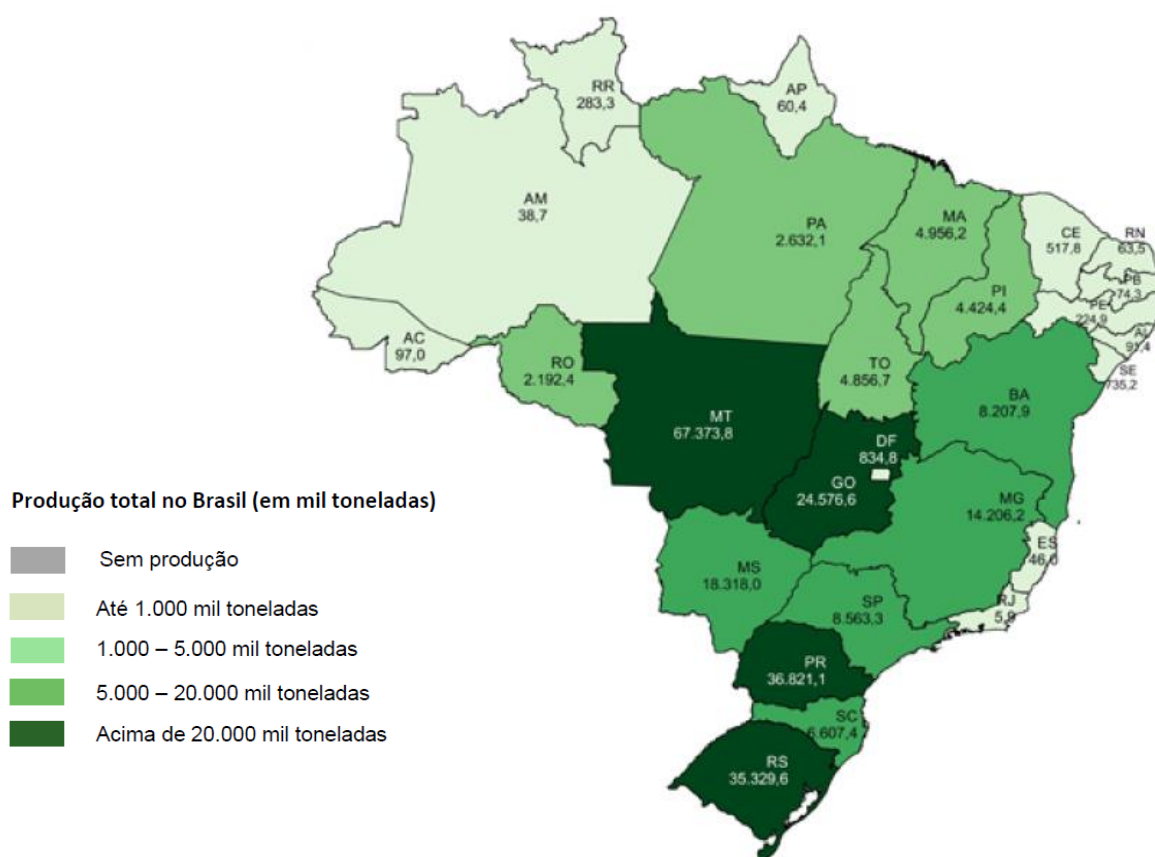 RR
283,3
AP
60,4
AM
38,7
PA
2.632,1
MA
4.956,2
CE
517,8
RN
63,5
PB
74,3
PI
4.424,4
PE
224,9
AL
91,4
AC
97,0
RO
2.192,4
TO
4.856,7
SE
735,2
BA
8.207,9
MT
67.373,8
DF
834,8
GO
24.576,6
MG
14.206,2
ES
46,0
MS
18.318,0
SP
8.563,3
RJ
PR
36.821,1
SC
6.607,4
RS
35.329,6
Produção total no Brasil (em mil toneladas)
Sem produção
Até 1.000 mil toneladas
1.000 – 5.000 mil toneladas
5.000 – 20.000 mil toneladas
Acima de 20.000 mil toneladas